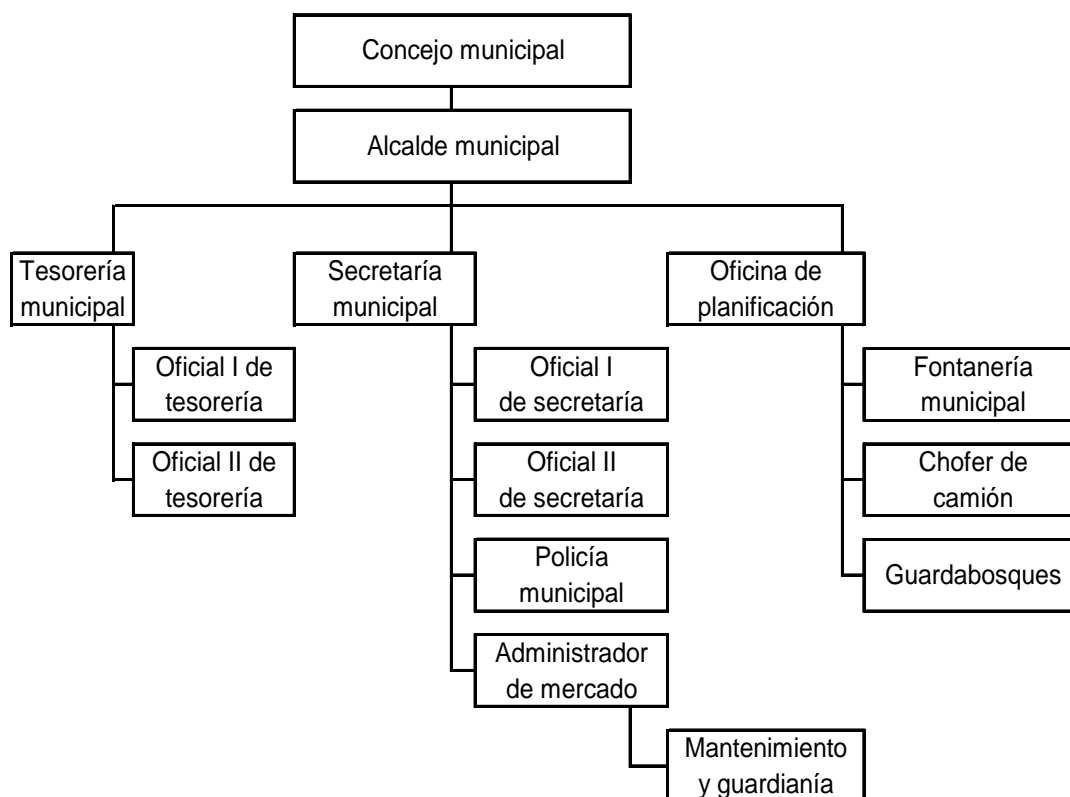 Concejo municipal
Alcalde municipal
Tesorería
municipal
Secretaría
municipal
Oficina de
planificación
Oficial I de
tesorería
Oficial II de
tesorería
Oficial I
de secretaría
Oficial II
de secretaría
Policía
municipal
Administrador
de mercado
Mantenimiento
y guardianía
Fontanería
municipal
Chofer de
camión
Guardabosques